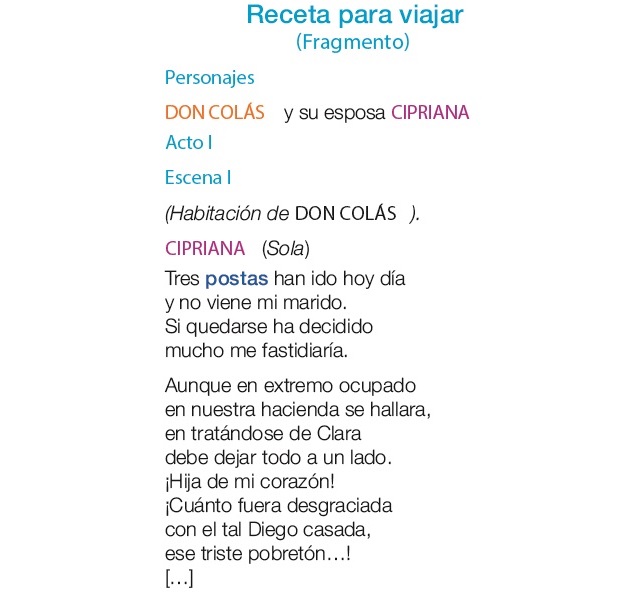 Receta para viajar
(Fragmento)
Personajes
DON COLÁS y su esposa CIPRIANA
Acto I
Escena I
(Habitación de DON COLÁS ).
CIPRIANA (Sola)
Tres postas han ido hoy día
y no viene mi marido.
Si quedarse ha decidido
mucho me fastidiaría.
Aunque en extremo ocupado
en nuestra hacienda se hallara,
en tratándose de Clara
debe dejar todo a un lado.
¡Hija de mi corazón!
¡Cuánto fuera desgraciada
con el tal Diego casada,
ese triste pobretón…!
[…]